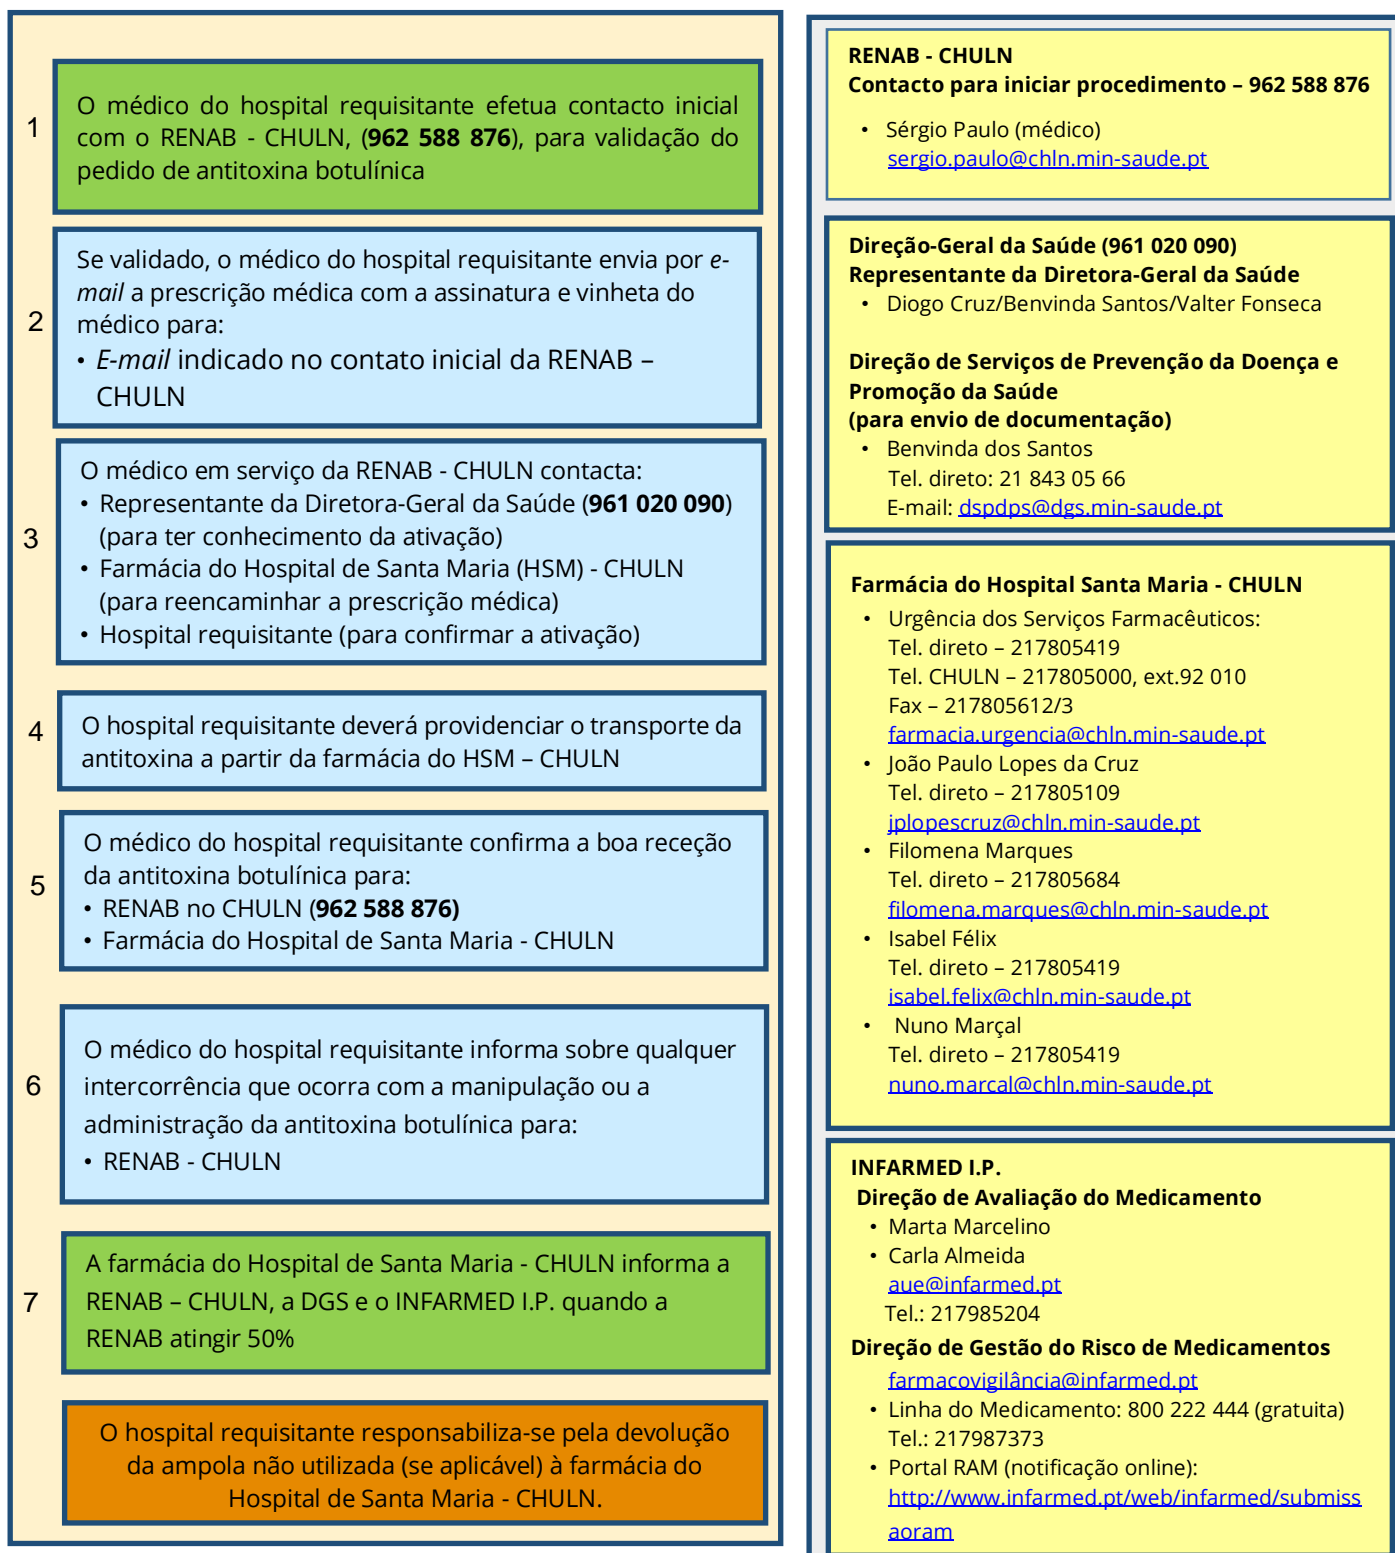 1
O médico do hospital requisitante efetua contacto inicial
com o RENAB - CHULN, (962 588 876), para validação do
pedido de antitoxina botulínica
2
Se validado, o médico do hospital requisitante envia por e-
mail a prescrição médica com a assinatura e vinheta do
médico para:
• E-mail indicado no contato inicial da RENAB –
CHULN
3
O médico em serviço da RENAB - CHULN contacta:
• Representante da Diretora-Geral da Saúde (961 020 090)
(para ter conhecimento da ativação)
• Farmácia do Hospital de Santa Maria (HSM) - CHULN
(para reencaminhar a prescrição médica)
• Hospital requisitante (para confirmar a ativação)
4
O hospital requisitante deverá providenciar o transporte da
antitoxina a partir da farmácia do HSM – CHULN
5
O médico do hospital requisitante confirma a boa receção
da antitoxina botulínica para:
• RENAB no CHULN (962 588 876)
• Farmácia do Hospital de Santa Maria - CHULN
6
O médico do hospital requisitante informa sobre qualquer
intercorrência que ocorra com a manipulação ou a
administração da antitoxina botulínica para:
• RENAB - CHULN
7
A farmácia do Hospital de Santa Maria - CHULN informa a
RENAB – CHULN, a DGS e o INFARMED I.P. quando a
RENAB atingir 50%
O hospital requisitante responsabiliza-se pela devolução
da ampola não utilizada (se aplicável) à farmácia do
Hospital de Santa Maria - CHULN.
RENAB - CHULN
Contacto para iniciar procedimento – 962 588 876
• Sérgio Paulo (médico)
sergio.paulo@chln.min-saude.pt
Direção-Geral da Saúde (961 020 090)
Representante da Diretora-Geral da Saúde
• Diogo Cruz/Benvinda Santos/Valter Fonseca
Direção de Serviços de Prevenção da Doença e
Promoção da Saúde
(para envio de documentação)
• Benvinda dos Santos
Tel. direto: 21 843 05 66
E-mail: dspdps@dgs.min-saude.pt
Farmácia do Hospital Santa Maria - CHULN
• Urgência dos Serviços Farmacêuticos:
Tel. direto – 217805419
Tel. CHULN – 217805000, ext.92 010
Fax – 217805612/3
farmacia.urgencia@chln.min-saude.pt
• João Paulo Lopes da Cruz
Tel. direto – 217805109
jplopescruz@chln.min-saude.pt
• Filomena Marques
Tel. direto – 217805684
filomena.marques@chln.min-saude.pt
• Isabel Félix
Tel. direto – 217805419
isabel.felix@chln.min-saude.pt
• Nuno Marçal
Tel. direto – 217805419
nuno.marcal@chln.min-saude.pt
INFARMED I.P.
Direção de Avaliação do Medicamento
• Marta Marcelino
• Carla Almeida
aue@infarmed.pt
Tel.: 217985204
Direção de Gestão do Risco de Medicamentos
farmacovigilância@infarmed.pt
• Linha do Medicamento: 800 222 444 (gratuita)
Tel.: 217987373
• Portal RAM (notificação online):
http://www.infarmed.pt/web/infarmed/submiss
aoram